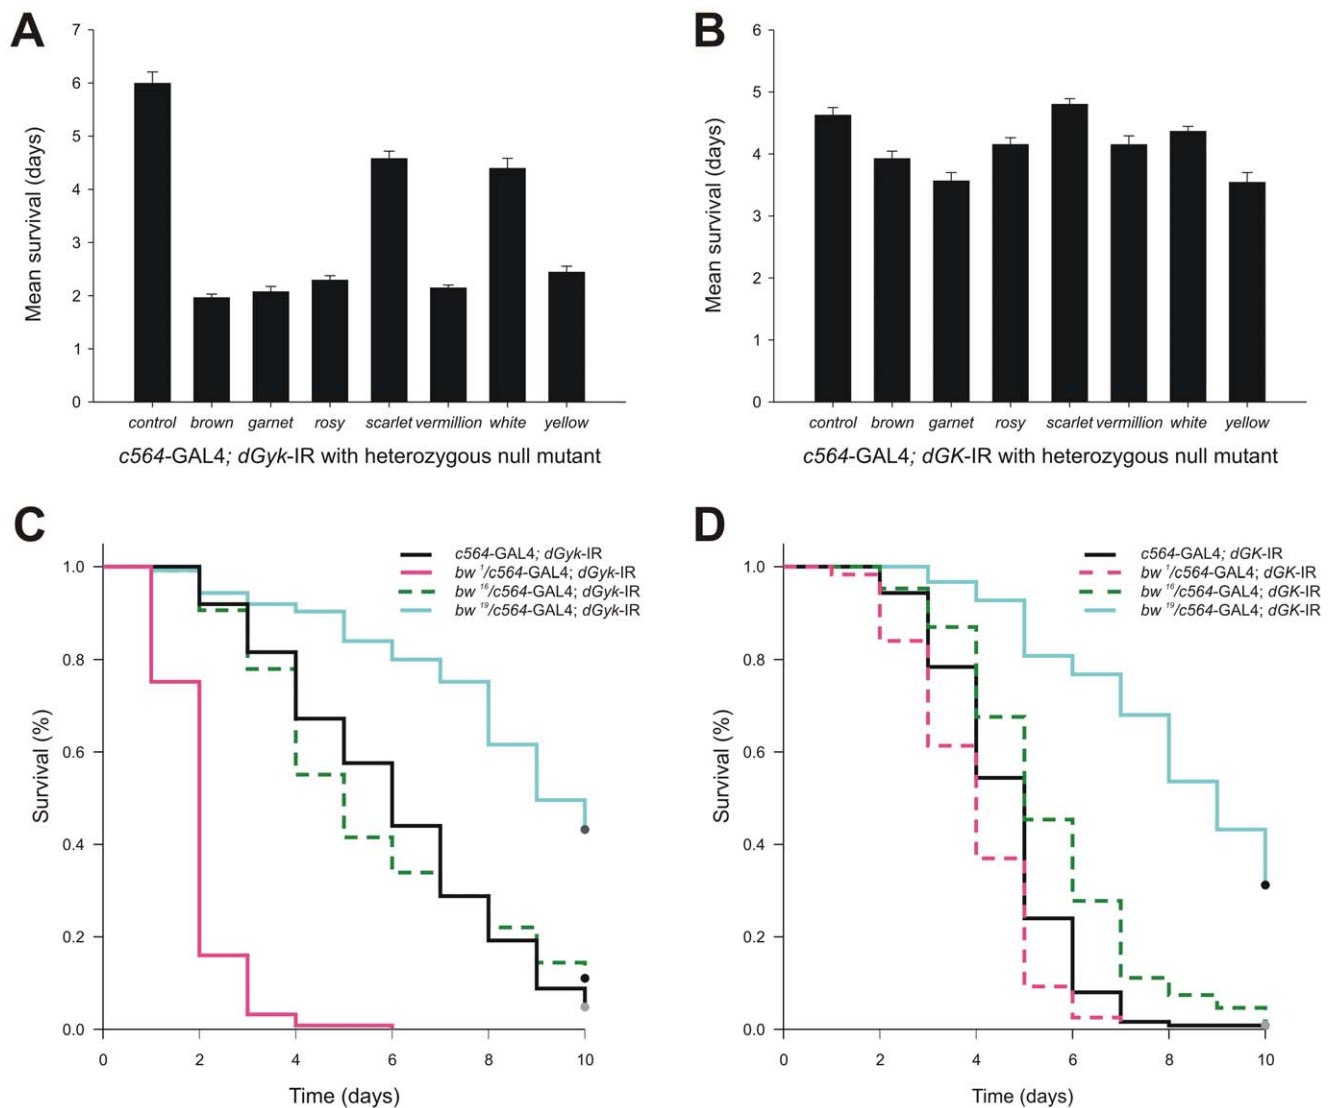 A
7
6
5
4
3
2
1
0
Mean survival (days)
control brown garnet rosy scarlet vermillion white yellow
c564-GAL4; dGyk-IR with heterozygous null mutant
B
6
5
4
3
2
1
0
Mean survival (days)
control brown garnet rosy scarlet vermillion white yellow
c564-GAL4; dGK-IR with heterozygous null mutant
C
c564-GAL4; dGyk-IR
bw ¹/c564-GAL4; dGyk-IR
bw ¹⁶/c564-GAL4; dGyk-IR
bw ¹⁹/c564-GAL4; dGyk-IR
1.0
0.8
0.6
0.4
0.2
0.0
Survival (%)
0 2 4 6 8 10
Time (days)
D
c564-GAL4; dGK-IR
bw ¹/c564-GAL4; dGK-IR
bw ¹⁶/c564-GAL4; dGK-IR
bw ¹⁹/c564-GAL4; dGK-IR
1.0
0.8
0.6
0.4
0.2
0.0
Survival (%)
0 2 4 6 8 10
Time (days)